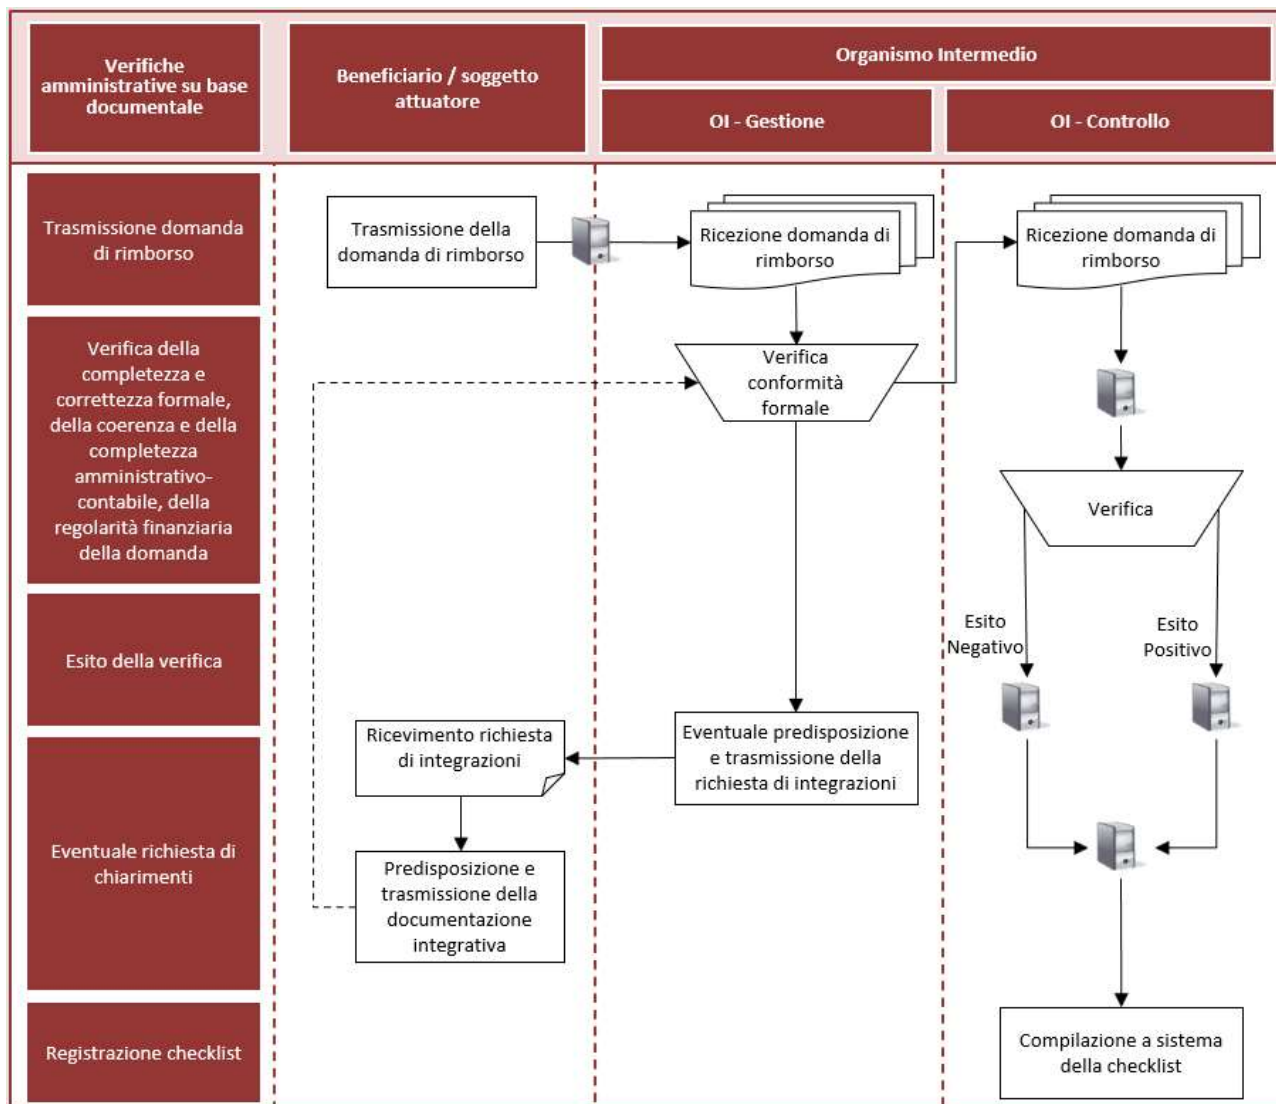 Verifiche
amministrative su base
documentale
Beneficiario / soggetto
attuatore
Organismo Intermedio
OI - Gestione
OI - Controllo
Trasmissione domanda
di rimborso
Trasmissione della
domanda di rimborso
Ricezione domanda di
rimborso
Ricezione domanda di
rimborso
Verifica della
completezza e
correttezza formale,
della coerenza e della
completezza
amministrativo-
contabile, della
regolarità finanziaria
della domanda
Verifica
conformità
formale
Verifica
Esito della verifica
Esito
Negativo
Esito
Positivo
Eventuale richiesta di
chiarimenti
Ricevimento richiesta
di integrazioni
Eventuale predisposizione
e trasmissione della
richiesta di integrazioni
Predisposizione e
trasmissione della
documentazione
integrativa
Registrazione checklist
Compilazione a sistema
della checklist